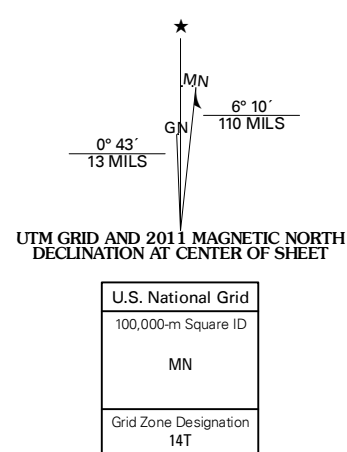 ★
MN
GN
6° 10´
110 MILS
0° 43´
13 MILS
UTM GRID AND 2011 MAGNETIC NORTH
DECLINATION AT CENTER OF SHEET
U.S. National Grid
100,000-m Square ID
MN
Grid Zone Designation
14T